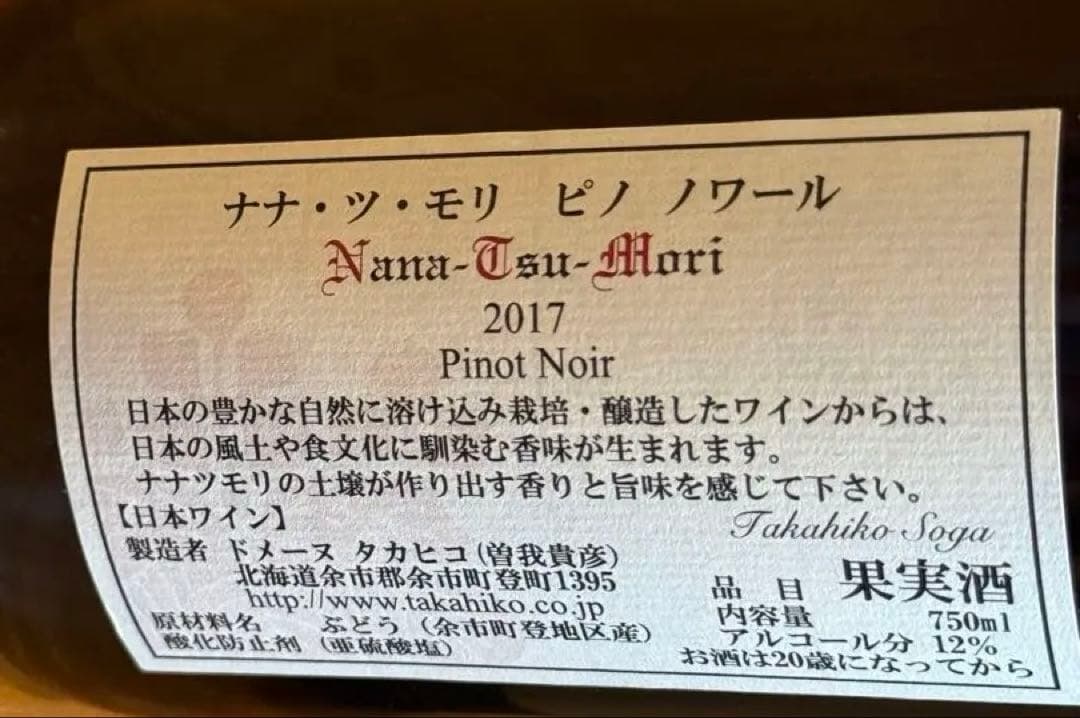 ナナ・ツ・モリ ピノ ノワール
Nana-Tsu-Mori
2017
Pinot Noir
日本の豊かな自然に溶け込み栽培・醸造したワインからは、
日本の風土や食文化に馴染む香味が生まれます。
ナナツモリの土壌が作り出す香りと旨味を感じて下さい。
Takahiko Soga
【日本ワイン】
製造者 ドメーヌ タカヒコ(曽我貴彦)
北海道余市郡余市町登町1395
http://www.takahiko.co.jp
原材料名 ぶどう(余市町登地区産)
酸化防止剤(亜硫酸塩)
品 目 果実酒
内容量 750ml
アルコール分 12%
お酒は20歳になってから